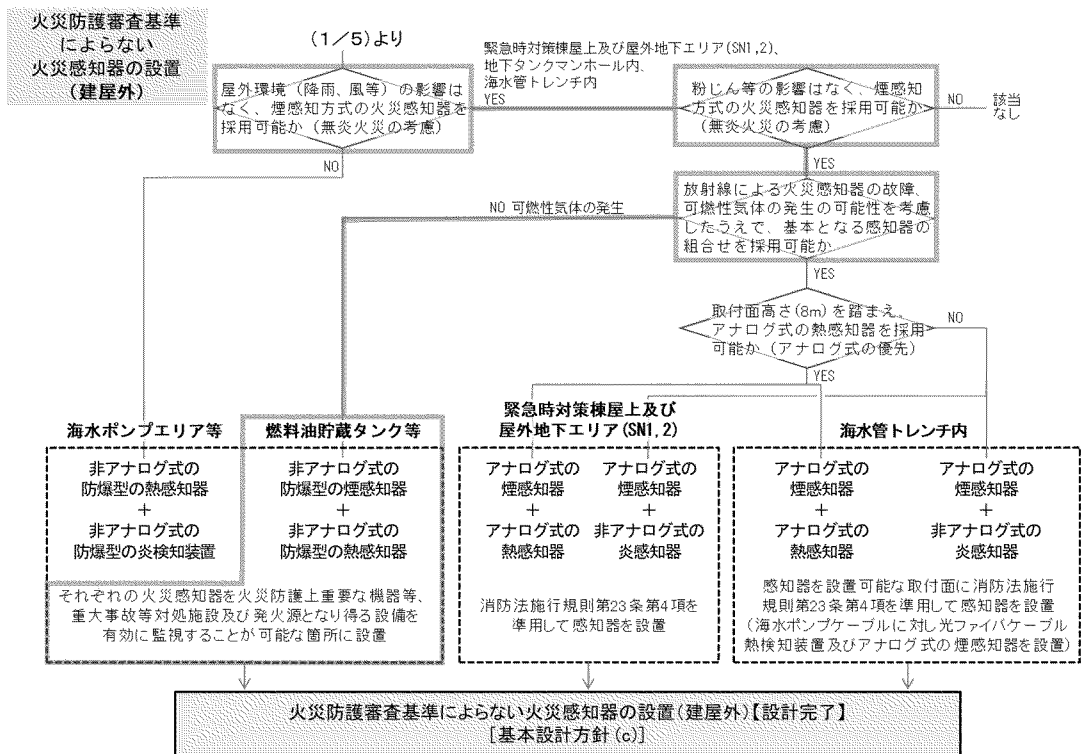 火災防護審査基準
によらない
火災感知器の設置
(建屋外)
(1/5)より
屋外環境(降雨、風等)の影響は
なく、煙感知方式の火災感知器を
採用可能か(無炎火災の考慮)
YES
NO
緊急時対策棟屋上及び屋外地下エリア(SN1,2)、
地下タンクマンホール内、
海水管トレンチ内
粉じん等の影響はなく、煙感知
方式の火災感知器を採用可能か
(無炎火災の考慮)
NO
該当
なし
YES
放射線による火災感知器の故障、
可燃性気体の発生の可能性を考慮
したうえで、基本となる感知器の
組合せを採用可能か
NO 可燃性気体の発生
YES
取付面高さ(8m)を踏まえ、
アナログ式の熱感知器を採用
可能か(アナログ式の優先)
NO
YES
海水ポンプエリア等
非アナログ式の
防爆型の熱感知器
+
非アナログ式の
防爆型の炎検知装置
燃料油貯蔵タンク等
非アナログ式の
防爆型の煙感知器
+
非アナログ式の
防爆型の熱感知器
それぞれの火災感知器を火災防護上重要な機器等、
重大事故等対処施設及び発火源となり得る設備を
有効に監視することが可能な箇所に設置
緊急時対策棟屋上及び
屋外地下エリア(SN1,2)
アナログ式の
煙感知器
+
アナログ式の
熱感知器
アナログ式の
煙感知器
+
非アナログ式の
炎感知器
消防法施行規則第23条第4項を
準用して感知器を設置
海水管トレンチ内
アナログ式の
煙感知器
+
アナログ式の
熱感知器
アナログ式の
煙感知器
+
非アナログ式の
炎感知器
感知器を設置可能な取付面に消防法施行
規則第23条第4項を準用して感知器を設置
(海水ポンプケーブルに対し光ファイバケーブル
熱検知装置及びアナログ式の煙感知器を設置)
火災防護審査基準によらない火災感知器の設置(建屋外)【設計完了】
[基本設計方針(c)]